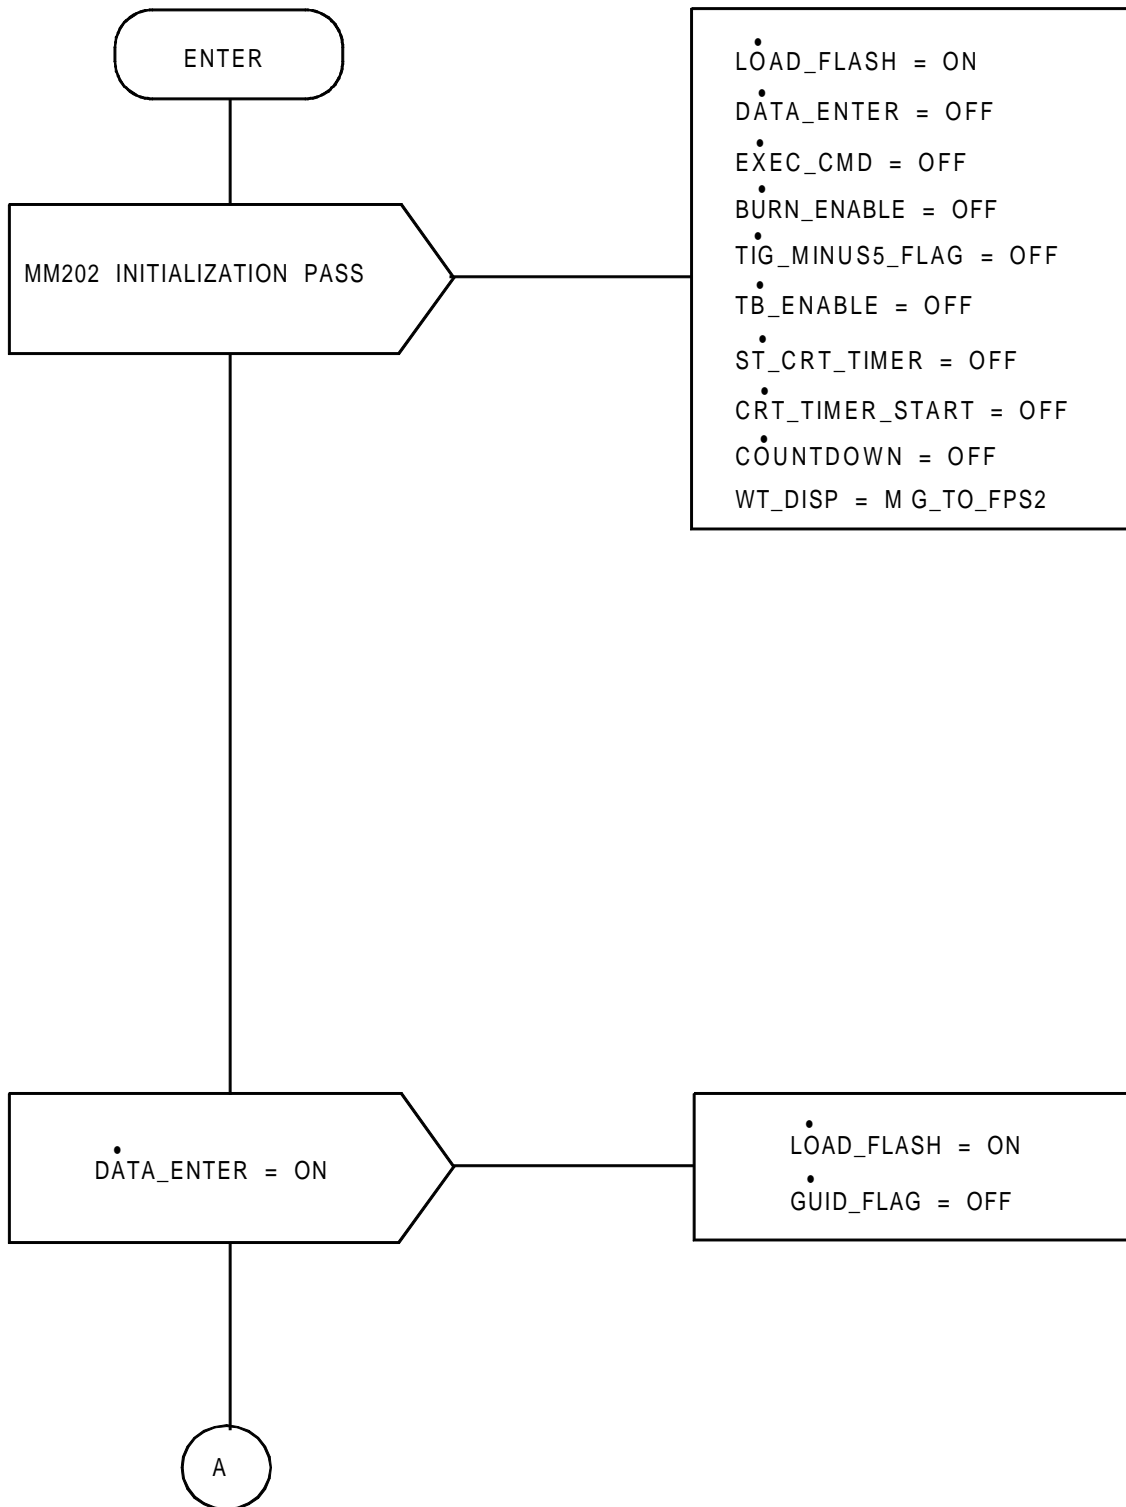 ENTER
MM202 INITIALIZATION PASS
LOAD_FLASH = ON
DATA_ENTER = OFF
EXEC_CMD = OFF
BURN_ENABLE = OFF
TIG_MINUS5_FLAG = OFF
TB_ENABLE = OFF
ST_CRT_TIMER = OFF
CRT_TIMER_START = OFF
COUNTDOWN = OFF
WT_DISP = M G_TO_FPS2
DATA_ENTER = ON
LOAD_FLASH = ON
GUID_FLAG = OFF
A